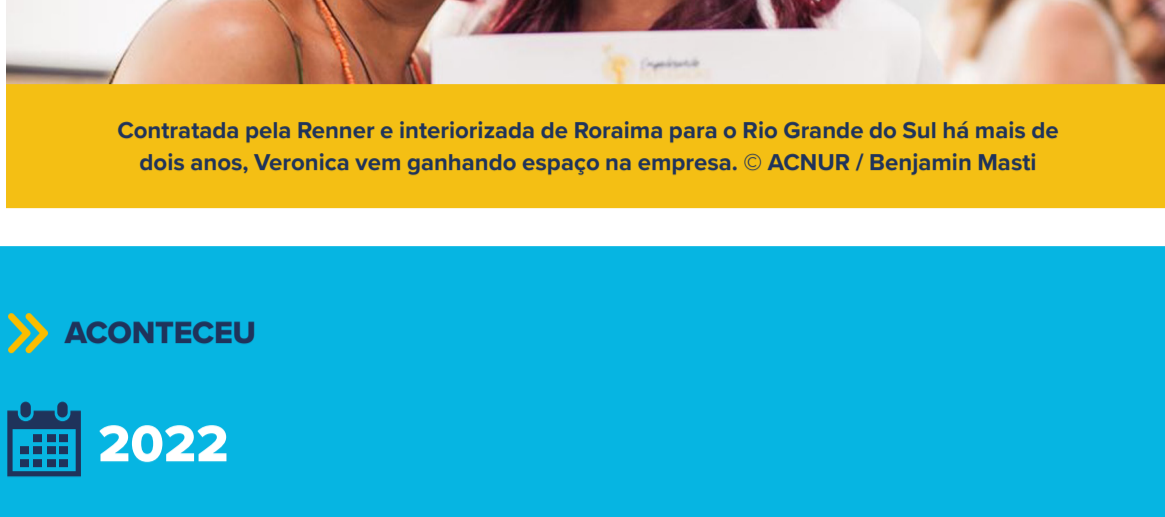 Empoderando
Contratada pela Renner e interiorizada de Roraima para o Rio Grande do Sul há mais de
dois anos, Veronica vem ganhando espaço na empresa. © ACNUR / Benjamin Masti
ACONTECEU
2022